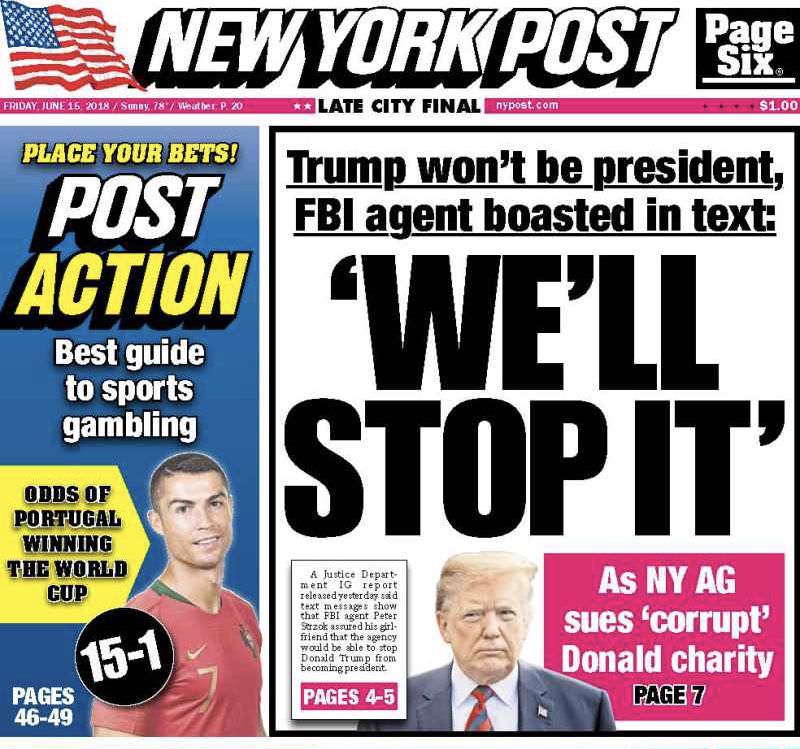 NEW YORK POST
Page
Six®
FRIDAY, JUNE 15, 2018 / Sunny, 78° / Weather: P. 20
★★ LATE CITY FINAL
nypost.com
$1.00
PLACE YOUR BETS!
POST
ACTION
Best guide
to sports
gambling
ODDS OF
PORTUGAL
WINNING
THE WORLD
CUP
15-1
7
PAGES
46-49
Trump won’t be president,
FBI agent boasted in text:
‘WE’LL
STOP IT’
A Justice Depart-
ment IG report
released yesterday said
text messages show
that FBI agent Peter
Strzok assured his girl-
friend that the agency
would be able to stop
Donald Trump from
becoming president.
PAGES 4-5
As NY AG
sues ‘corrupt’
Donald charity
PAGE 7